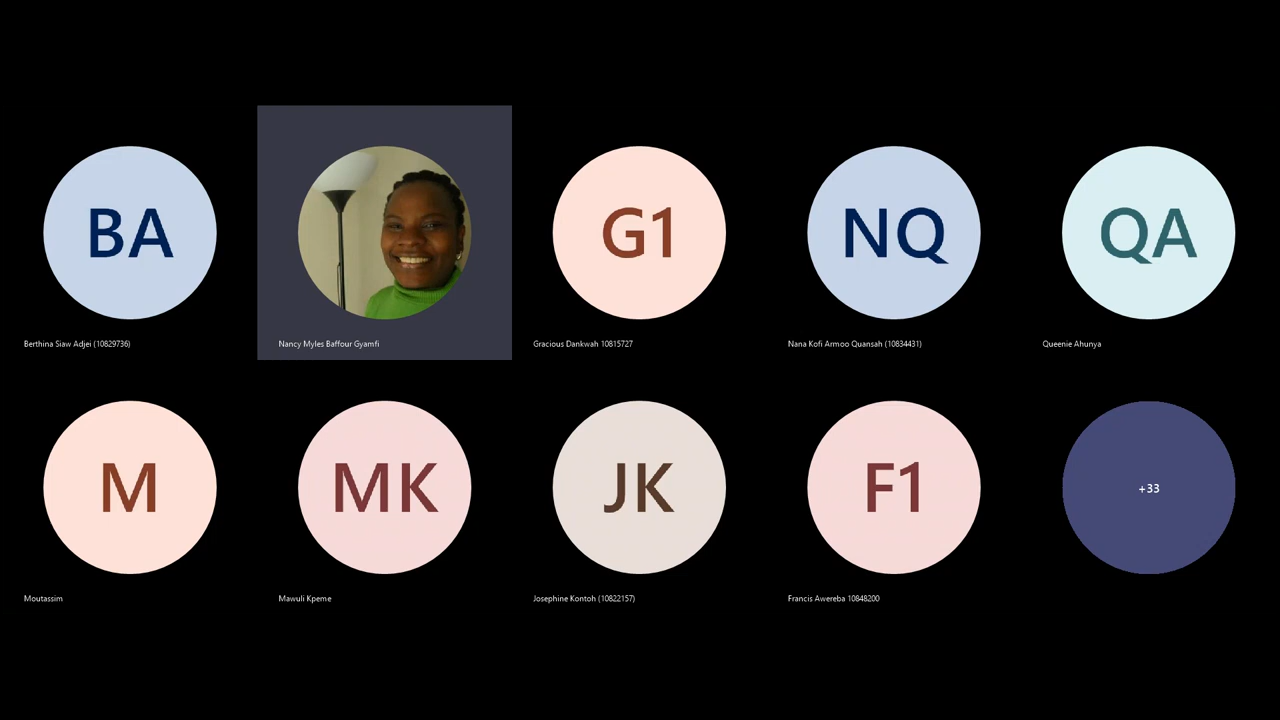 BA
G1
NQ
QA
Berthina Siaw Adjei (10829736)
Nancy Myles Baffour Gyamfi
Gracious Dankwah 10815727
Nana Kofi Armoo Quansah (10834431)
Queenie Ahunya
M
MK
JK
F1
+33
Moutassim
Mawuli Kpeme
Josephine Kontoh (10822157)
Francis Awereba 10848200